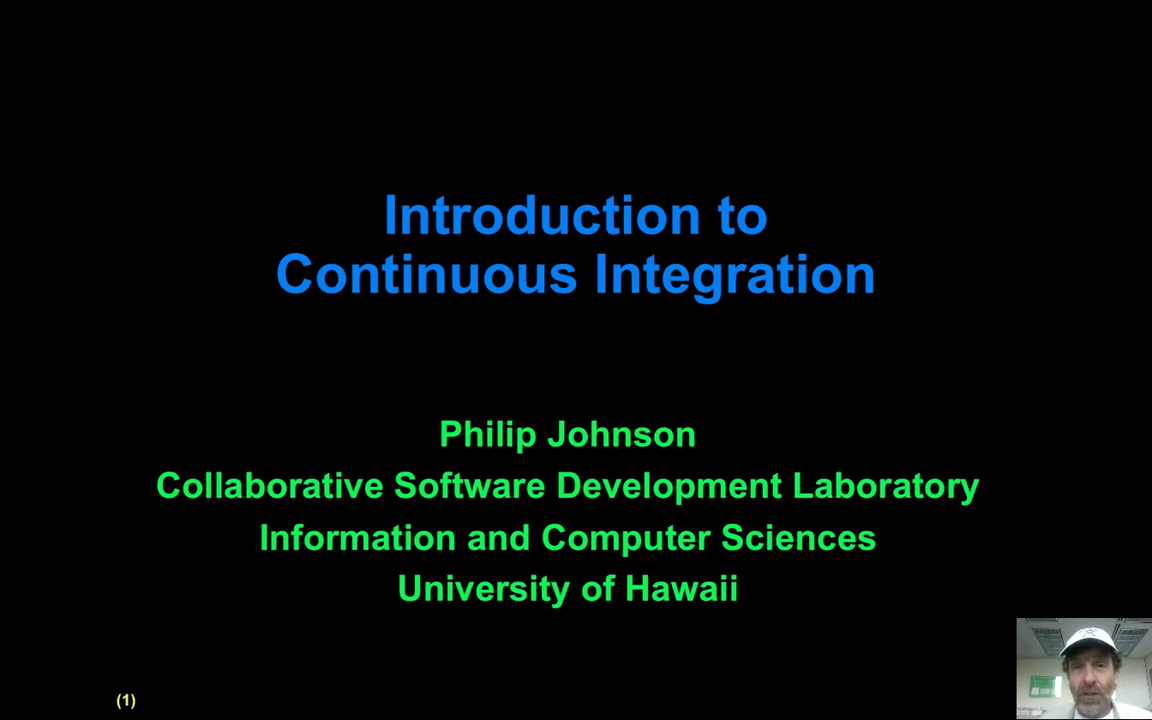 Introduction to
Continuous Integration
Philip Johnson
Collaborative Software Development Laboratory
Information and Computer Sciences
University of Hawaii
(1)